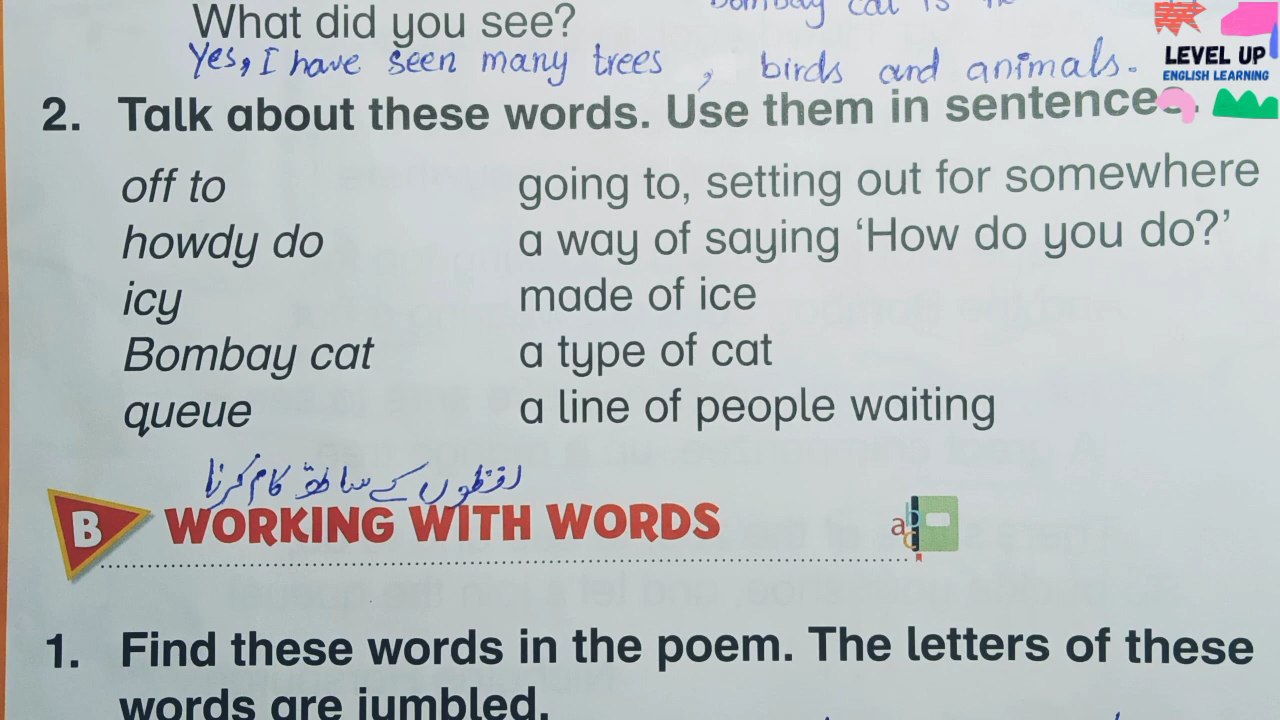 What did you see?
Bombay cat is
Yes, I have seen many trees , birds and animals.
LEVEL UP
ENGLISH LEARNING
2. Talk about these words. Use them in sentences.
off to going to, setting out for somewhere
howdy do a way of saying ‘How do you do?’
icy made of ice
Bombay cat a type of cat
queue a line of people waiting
لفظوں کے ساتھ کام کرنا
B WORKING WITH WORDS
abc
1. Find these words in the poem. The letters of these
words are jumbled.